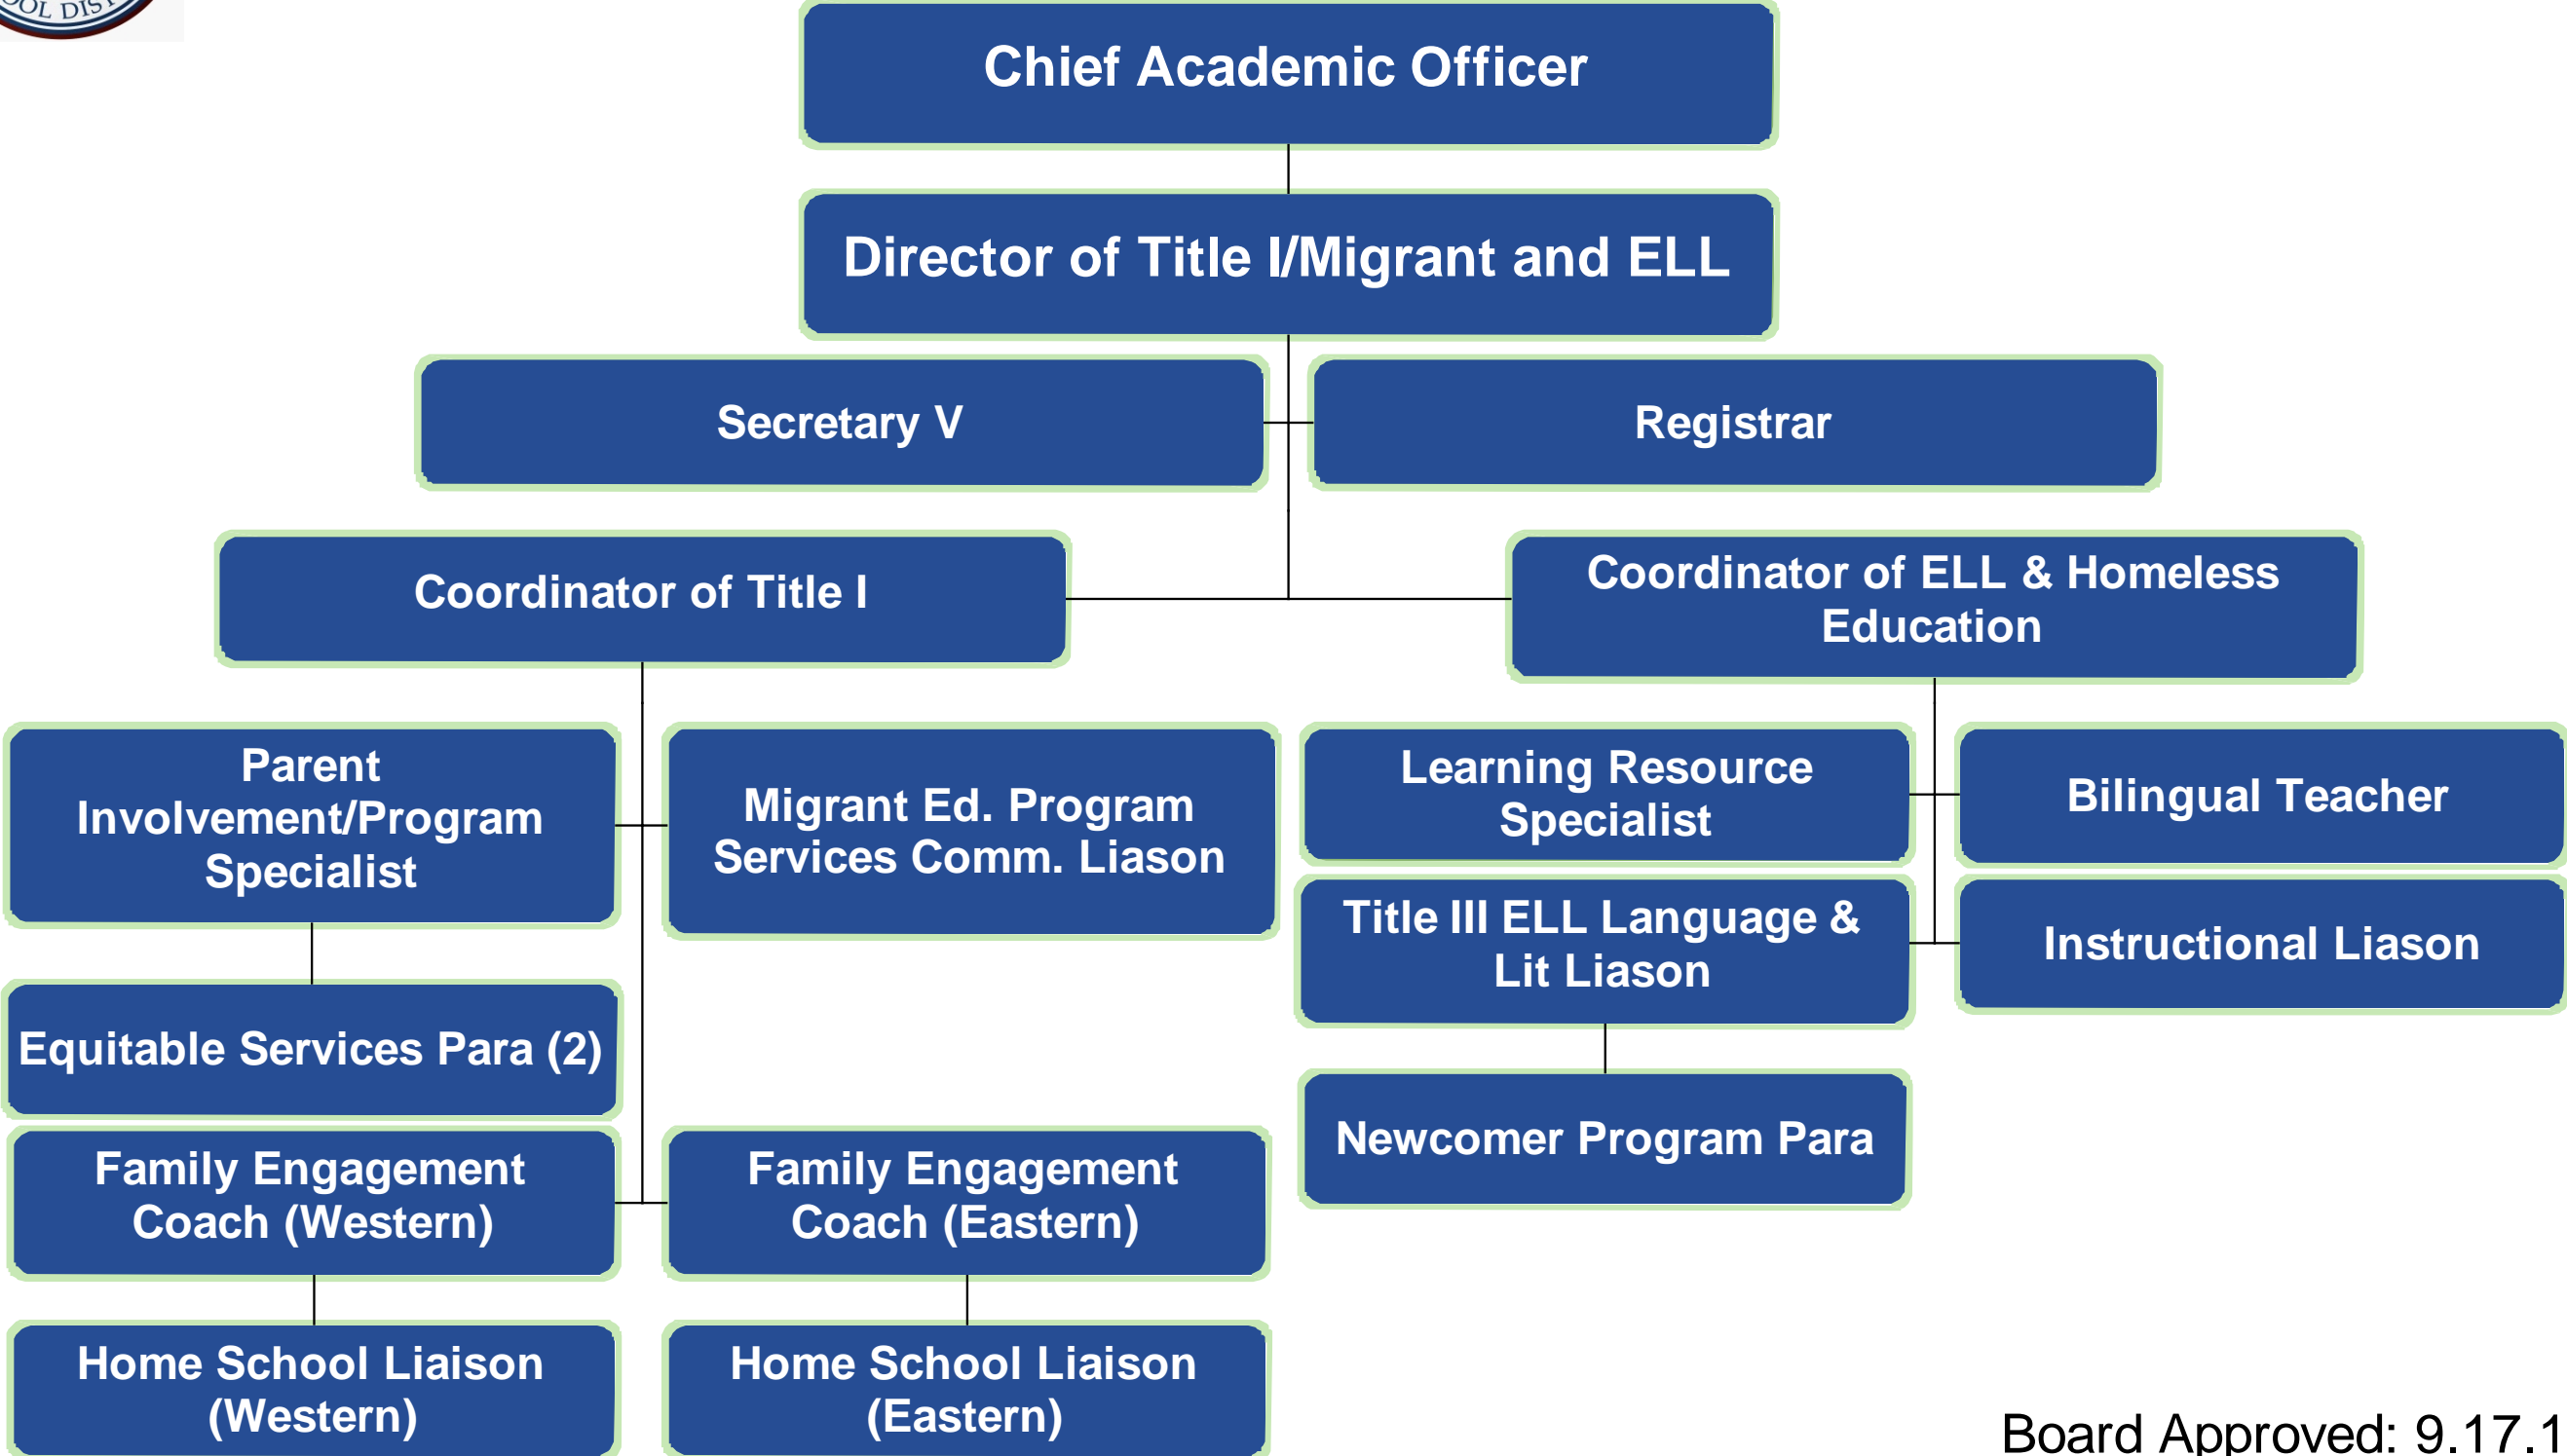 OOL DIS
Chief Academic Officer
Director of Title I/Migrant and ELL
Secretary V
Registrar
Coordinator of Title I
Coordinator of ELL & Homeless
Education
Parent
Involvement/Program
Specialist
Migrant Ed. Program
Services Comm. Liason
Learning Resource
Specialist
Bilingual Teacher
Title III ELL Language &
Lit Liason
Instructional Liason
Equitable Services Para (2)
Newcomer Program Para
Family Engagement
Coach (Western)
Family Engagement
Coach (Eastern)
Home School Liaison
(Western)
Home School Liaison
(Eastern)
Board Approved: 9.17.1